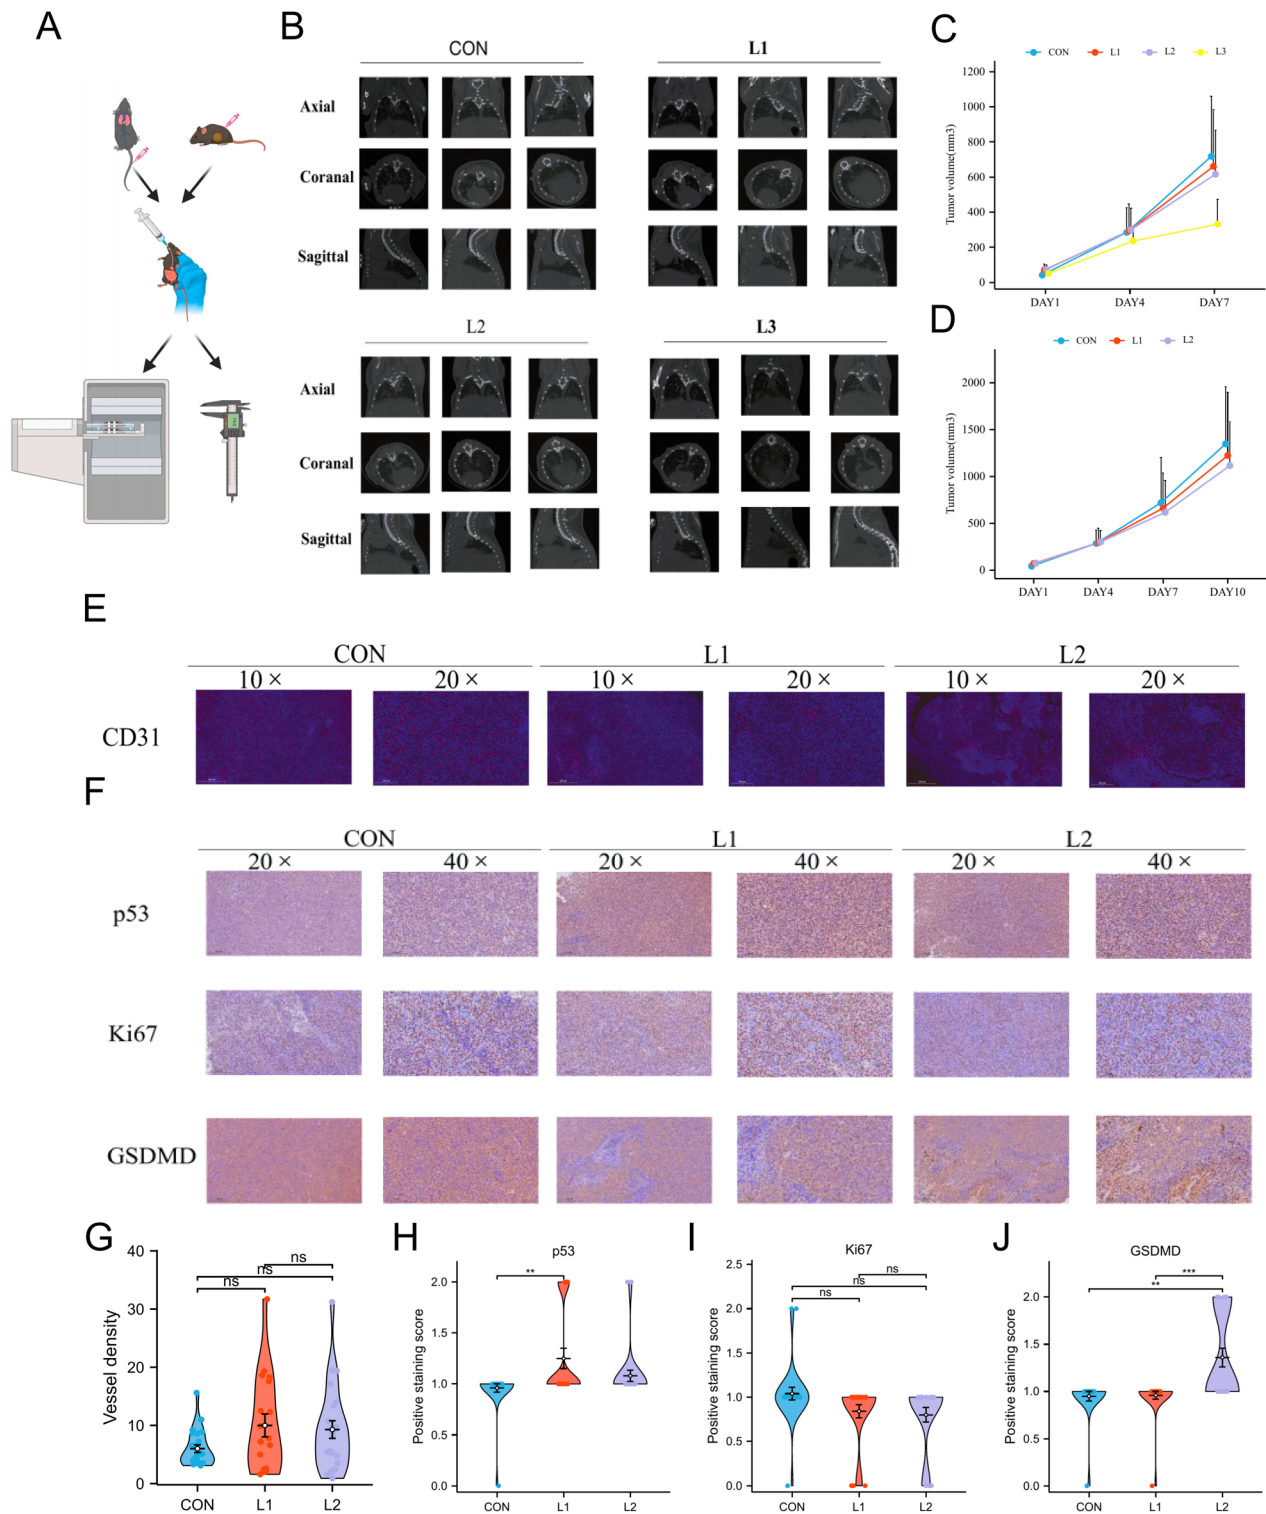 A
B
CON
L1
Axial
Coranal
Sagittal
L2
L3
Axial
Coranal
Sagittal
C
CON L1 L2 L3
Tumor volume(mm3)
1200
1000
800
600
400
200
0
DAY1 DAY4 DAY7
D
CON L1 L2
Tumor volume(mm3)
2000
1500
1000
500
0
DAY1 DAY4 DAY7 DAY10
E
CON L1 L2
10 × 20 × 10 × 20 × 10 × 20 ×
CD31
F
CON L1 L2
20 × 40 × 20 × 40 × 20 × 40 ×
p53
Ki67
GSDMD
G
Vessel density
40
30
20
10
0
ns
ns
ns
CON L1 L2
H
p53
Positive staining score
2.0
1.5
1.0
0.5
0.0
**
CON L1 L2
I
Ki67
Positive staining score
2.5
2.0
1.5
1.0
0.5
0.0
ns
ns
ns
CON L1 L2
J
GSDMD
Positive staining score
2.0
1.5
1.0
0.5
0.0
***
**
CON L1 L2